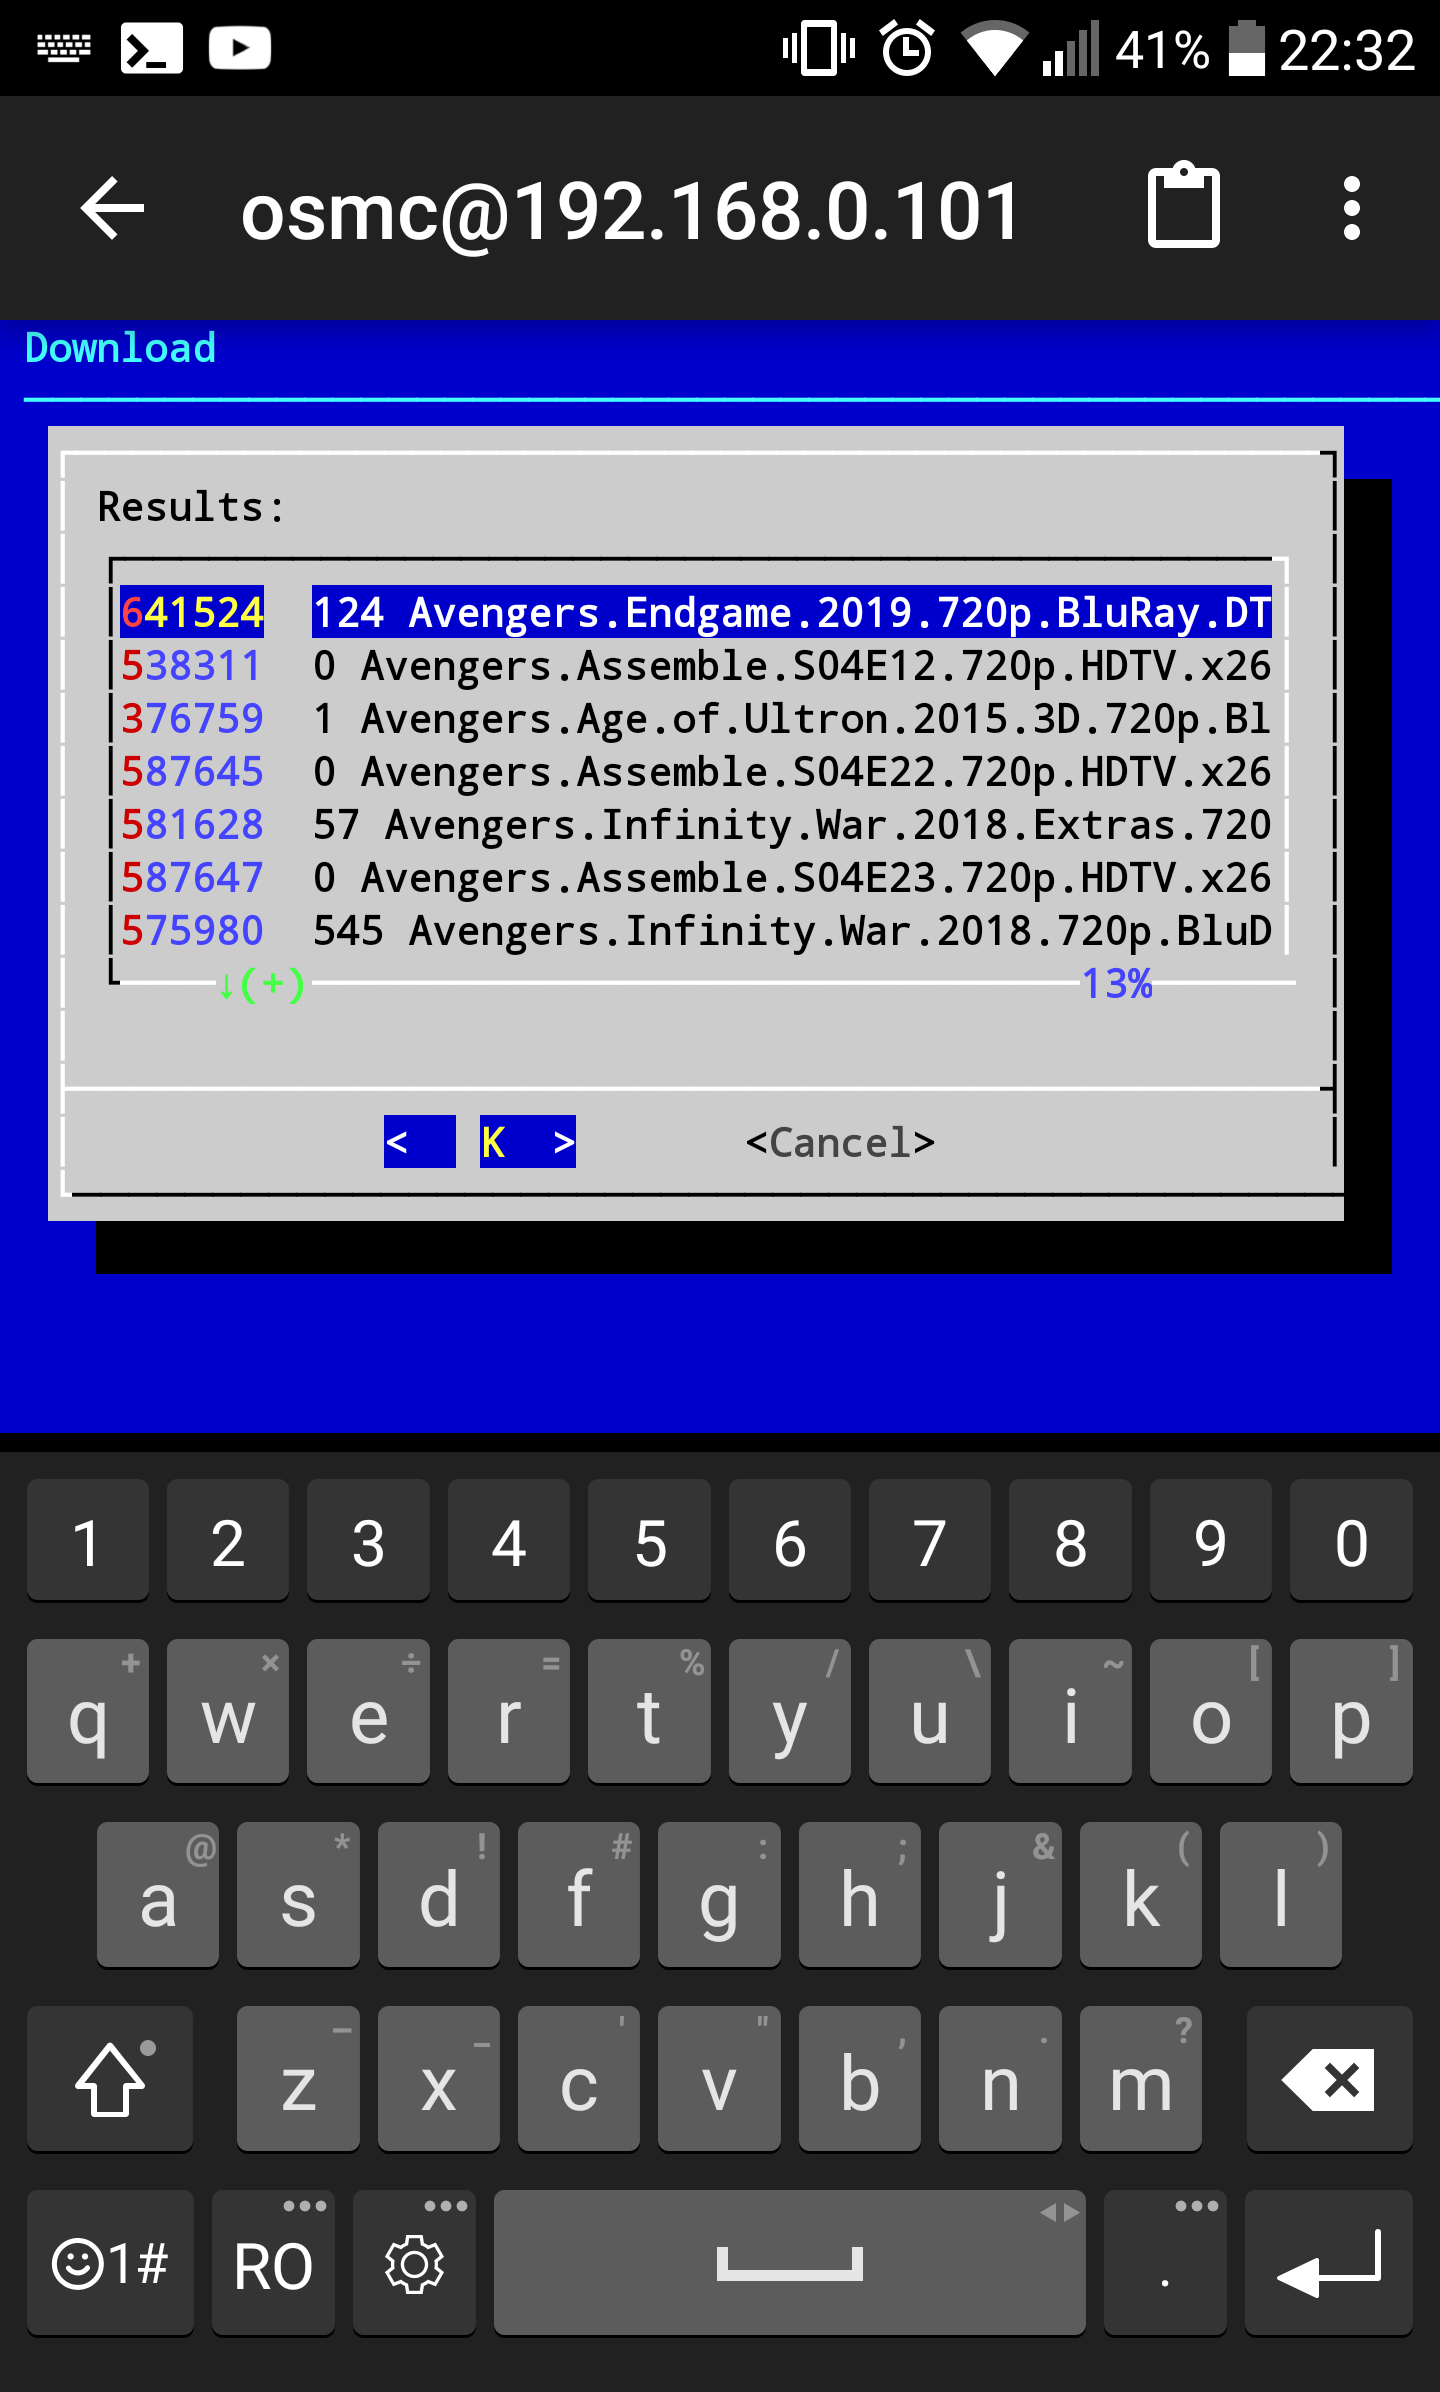 41% 22:32
osmc@192.168.0.101
Download
Results:
641524 124 Avengers.Endgame.2019.720p.BluRay.DT
538311 0 Avengers.Assemble.S04E12.720p.HDTV.x26
376759 1 Avengers.Age.of.Ultron.2015.3D.720p.Bl
587645 0 Avengers.Assemble.S04E22.720p.HDTV.x26
581628 57 Avengers.Infinity.War.2018.Extras.720
587647 0 Avengers.Assemble.S04E23.720p.HDTV.x26
575980 545 Avengers.Infinity.War.2018.720p.BluD
↓(+) 13%
< K > <Cancel>
1 2 3 4 5 6 7 8 9 0
+ × ÷ = % / \ ~ [ ]
q w e r t y u i o p
@ * ! # : ; & ( )
a s d f g h j k l
– _ ' " , . ?
z x c v b n m
1# RO .